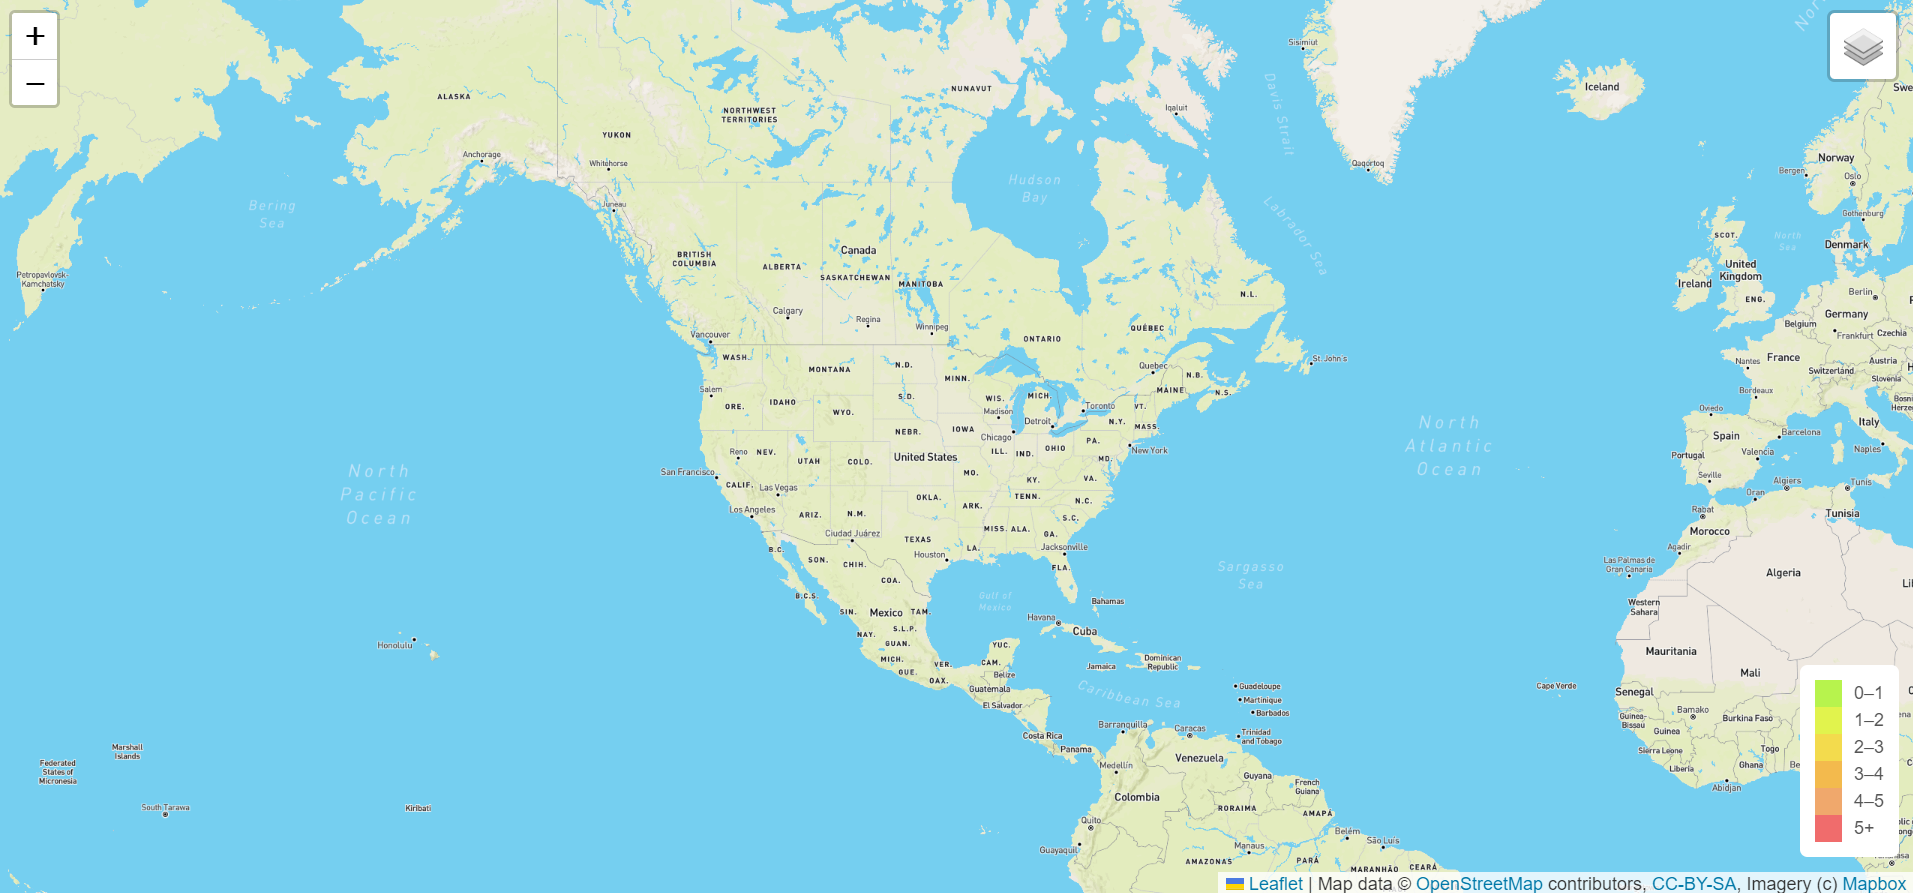 +
−
ALASKA
YUKON
NORTHWEST
TERRITORIES
NUNAVUT
Anchorage
Whitehorse
Juneau
Iqaluit
Sisimiut
Qaqortoq
Davis Strait
Labrador Sea
Hudson
Bay
Bering
Sea
Petropavlovsk-
Kamchatsky
Iceland
Norway
Bergen
Oslo
Gothenburg
Swe
Nor
SCOT.
North
Sea
Denmark
United
Kingdom
Ireland
ENG.
Berlin
Germany
Belgium
Frankfurt
Czechia
Nantes
France
Austria
Switzerland
Slovenia
Bordeaux
Bosni
Herze
Oviedo
Italy
Spain
Barcelona
Portugal
Valencia
Naples
Seville
Algiers
Tunis
Oran
Rabat
Tunisia
Morocco
Agadir
Las Palmas de
Gran Canaria
Algeria
Li
Western
Sahara
Mauritania
Mali
Cape Verde
Senegal
Bamako
Guinea-
Bissau
Burkina Faso
Guinea
Sierra Leone
Togo
Liberia
Ghana
Be
Abidjan
Canada
BRITISH
COLUMBIA
ALBERTA
SASKATCHEWAN
MANITOBA
N.L.
Calgary
Regina
Winnipeg
ONTARIO
QUÉBEC
Vancouver
St. John's
Quebec
N.B.
N.S.
WASH.
MONTANA
N.D.
MINN.
MAINE
Salem
ORE.
IDAHO
WYO.
S.D.
WIS.
MICH.
Madison
Toronto
VT.
Detroit
N.Y.
MASS.
NEBR.
IOWA
Chicago
PA.
Reno
NEV.
UTAH
COLO.
United States
ILL.
IND.
OHIO
New York
MD.
San Francisco
MO.
KY.
VA.
CALIF.
Las Vegas
OKLA.
TENN.
N.C.
Los Angeles
ARIZ.
N.M.
ARK.
S.C.
Ciudad Juárez
TEXAS
MISS.
ALA.
GA.
Houston
LA.
Jacksonville
FLA.
B.C.
SON.
CHIH.
COA.
B.C.S.
SIN.
Mexico
TAM.
S.L.P.
NAY.
GUAN.
MICH.
GUE.
VER.
OAX.
YUC.
CAM.
Belize
Guatemala
El Salvador
Gulf of
Mexico
Bahamas
Havana
Cuba
Jamaica
Dominican
Republic
Caribbean Sea
Guadeloupe
Martinique
Barbados
Trinidad
and Tobago
Costa Rica
Panama
Barranquilla
Caracas
Venezuela
Medellín
Guyana
French
Guiana
Colombia
RORAIMA
AMAPÁ
Quito
Guayaquil
Belém
São Luís
Manaus
AMAZONAS
PARÁ
MARANHÃO
CEARÁ
North
Pacific
Ocean
North
Atlantic
Ocean
Sargasso
Sea
Honolulu
Marshall
Islands
Federated
States of
Micronesia
South Tarawa
Kiribati
0–1
1–2
2–3
3–4
4–5
5+
Leaflet | Map data © OpenStreetMap contributors, CC-BY-SA, Imagery (c) Mapbox